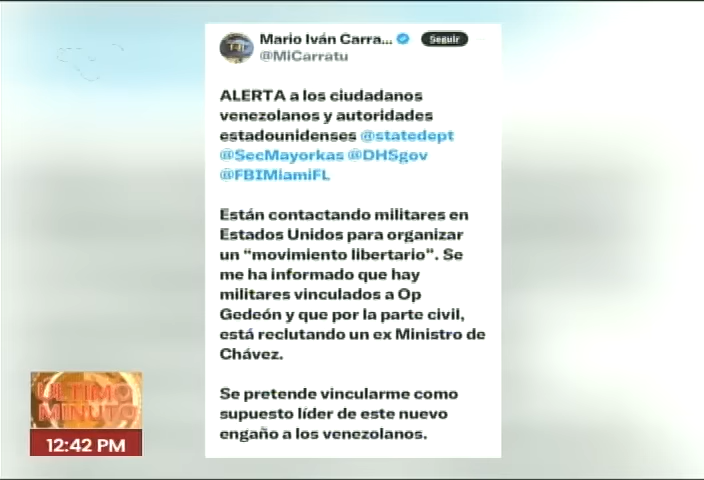 Mario Iván Carra...
Seguir
@MiCarratu
ALERTA a los ciudadanos
venezolanos y autoridades
estadounidenses @statedept
@SecMayorkas @DHSgov
@FBIMiamiFL
Están contactando militares en
Estados Unidos para organizar
un “movimiento libertario”. Se
me ha informado que hay
militares vinculados a Op
Gedeón y que por la parte civil,
está reclutando un ex Ministro de
Chávez.
Se pretende vincularme como
supuesto líder de este nuevo
engaño a los venezolanos.
ÚLTIMO
MINUTO
12:42 PM